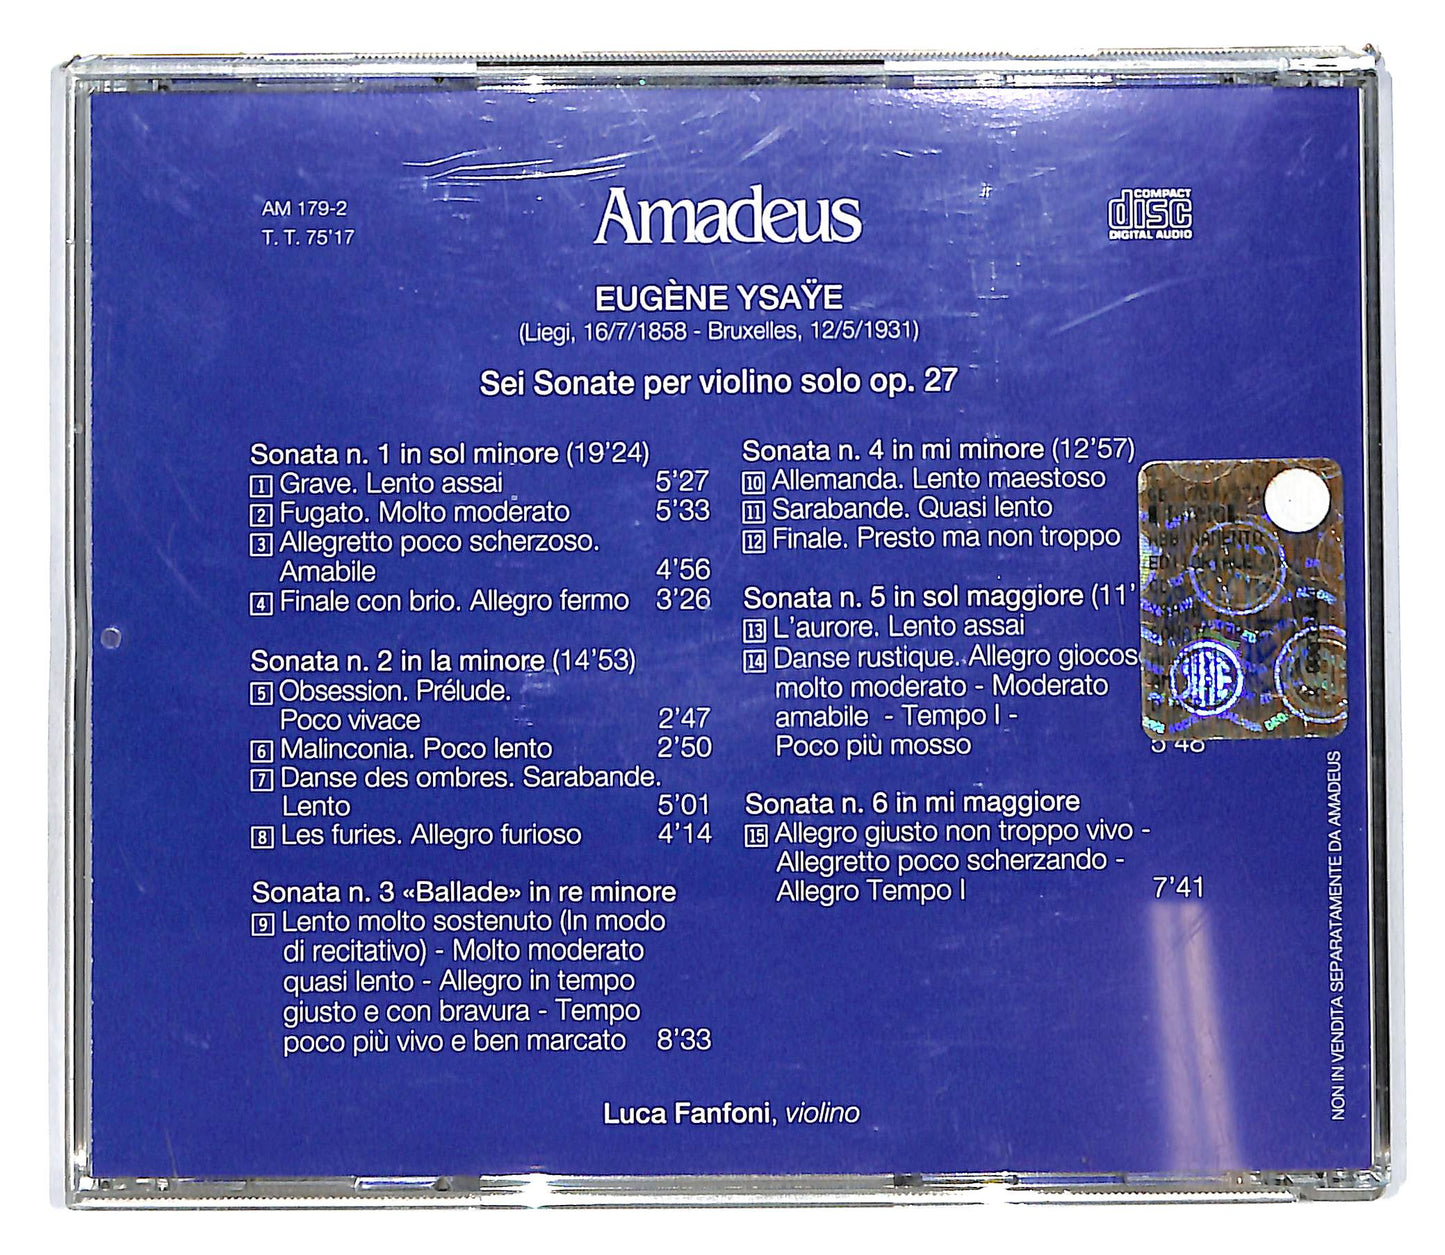 AM 179-2
T. T. 75'17
Amadeus
COMPACT
disc
DIGITAL AUDIO
EUGÈNE YSAŸE
(Liegi, 16/7/1858 - Bruxelles, 12/5/1931)
Sei Sonate per violino solo op. 27
Sonata n. 1 in sol minore (19'24)
1 Grave. Lento assai 5'27
2 Fugato. Molto moderato 5'33
3 Allegretto poco scherzoso.
Amabile 4'56
4 Finale con brio. Allegro fermo 3'26
Sonata n. 2 in la minore (14'53)
5 Obsession. Prélude.
Poco vivace 2'47
6 Malinconia. Poco lento 2'50
7 Danse des ombres. Sarabande.
Lento 5'01
8 Les furies. Allegro furioso 4'14
Sonata n. 3 «Ballade» in re minore
9 Lento molto sostenuto (In modo
di recitativo) - Molto moderato
quasi lento - Allegro in tempo
giusto e con bravura - Tempo
poco più vivo e ben marcato 8'33
Sonata n. 4 in mi minore (12'57)
10 Allemanda. Lento maestoso
11 Sarabande. Quasi lento
12 Finale. Presto ma non troppo
Sonata n. 5 in sol maggiore (11'
13 L'aurore. Lento assai
14 Danse rustique. Allegro giocos
molto moderato - Moderato
amabile - Tempo I -
Poco più mosso 5'48
Sonata n. 6 in mi maggiore
15 Allegro giusto non troppo vivo -
Allegretto poco scherzando -
Allegro Tempo I 7'41
Luca Fanfoni, violino
NON IN VENDITA SEPARATAMENTE DA AMADEUS